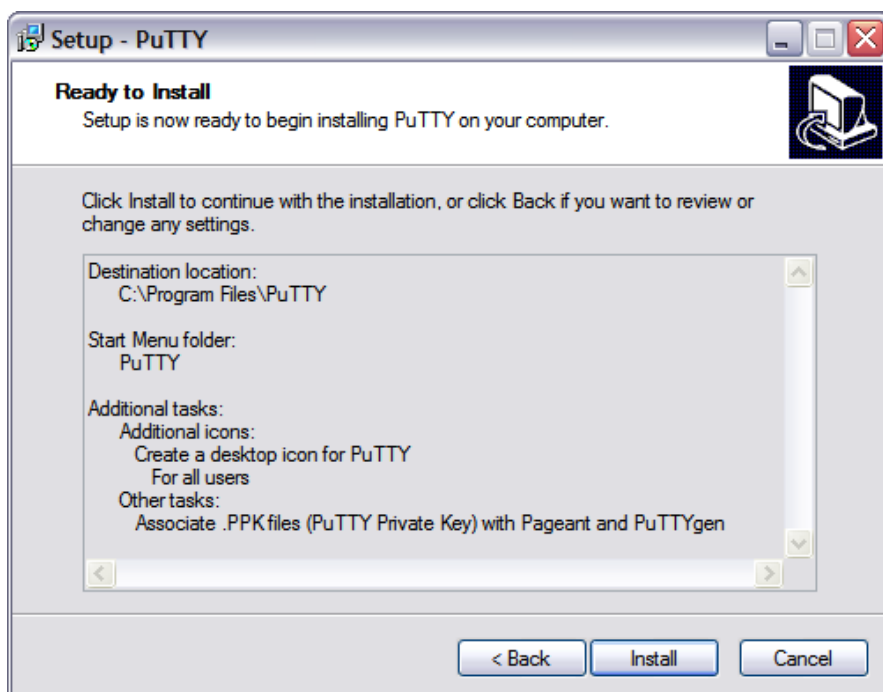 Setup - PuTTY
Ready to Install
Setup is now ready to begin installing PuTTY on your computer.
Click Install to continue with the installation, or click Back if you want to review or
change any settings.
Destination location:
C:\Program Files\PuTTY
Start Menu folder:
PuTTY
Additional tasks:
Additional icons:
Create a desktop icon for PuTTY
For all users
Other tasks:
Associate .PPK files (PuTTY Private Key) with Pageant and PuTTYgen
< Back
Install
Cancel